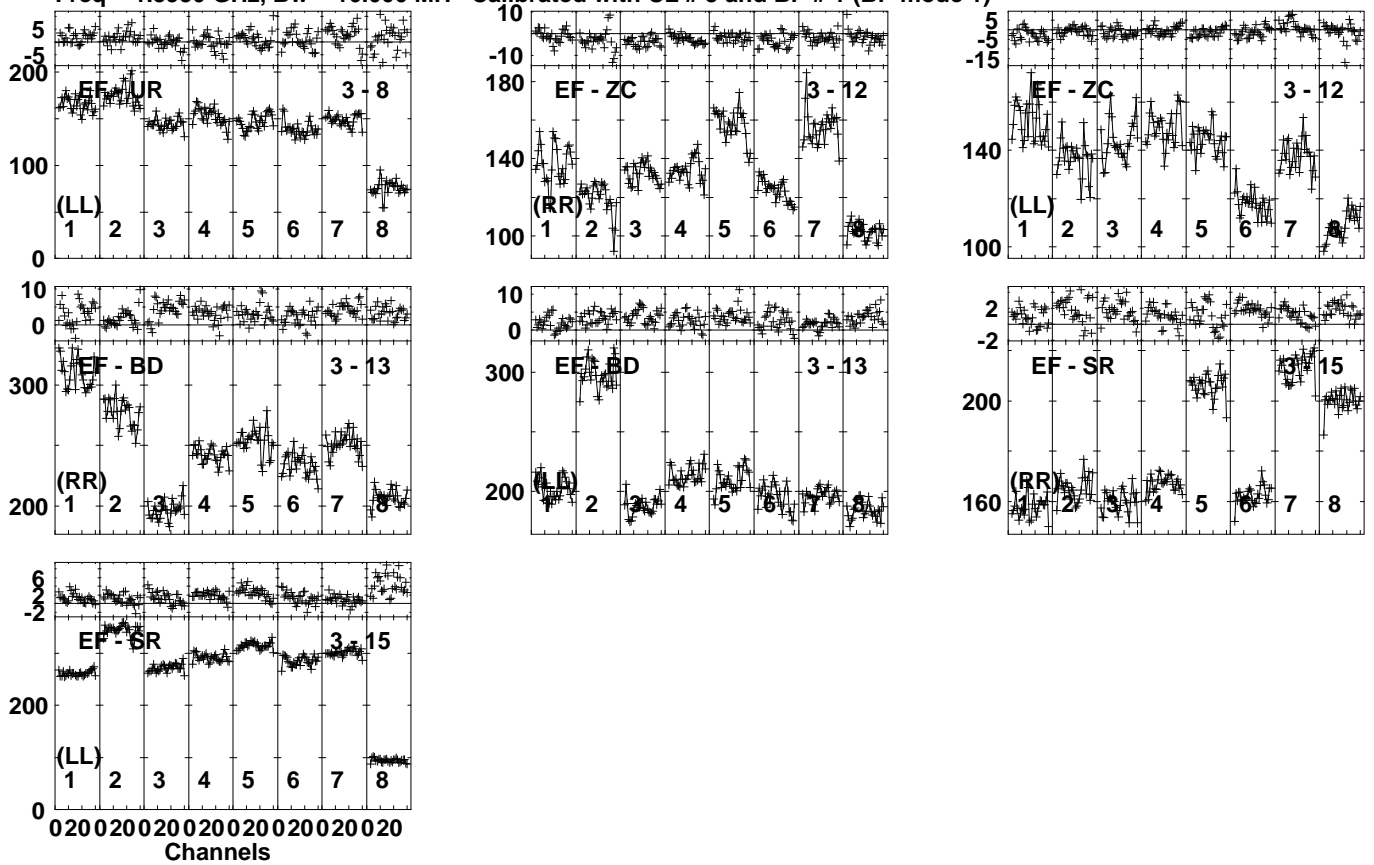 5
-5
200
100
0
EF - UR 3 - 8
(LL)
1 2 3 4 5 6 7 8
10
-10
180
140
100
EF - ZC 3 - 12
(RR)
1 2 3 4 5 6 7 8
5
-5
-15
140
100
EF - ZC 3 - 12
(LL)
1 2 3 4 5 6 7 8
10
0
300
200
EF - BD 3 - 13
(RR)
1 2 3 4 5 6 7 8
10
0
300
200
EF - BD 3 - 13
(LL)
1 2 3 4 5 6 7 8
2
-2
200
160
EF - SR 3 - 15
(RR)
1 2 3 4 5 6 7 8
6
2
-2
200
0
EF - SR 3 - 15
(LL)
1 2 3 4 5 6 7 8
0 20 0 20 0 20 0 20 0 20 0 20 0 20 0 20
Channels